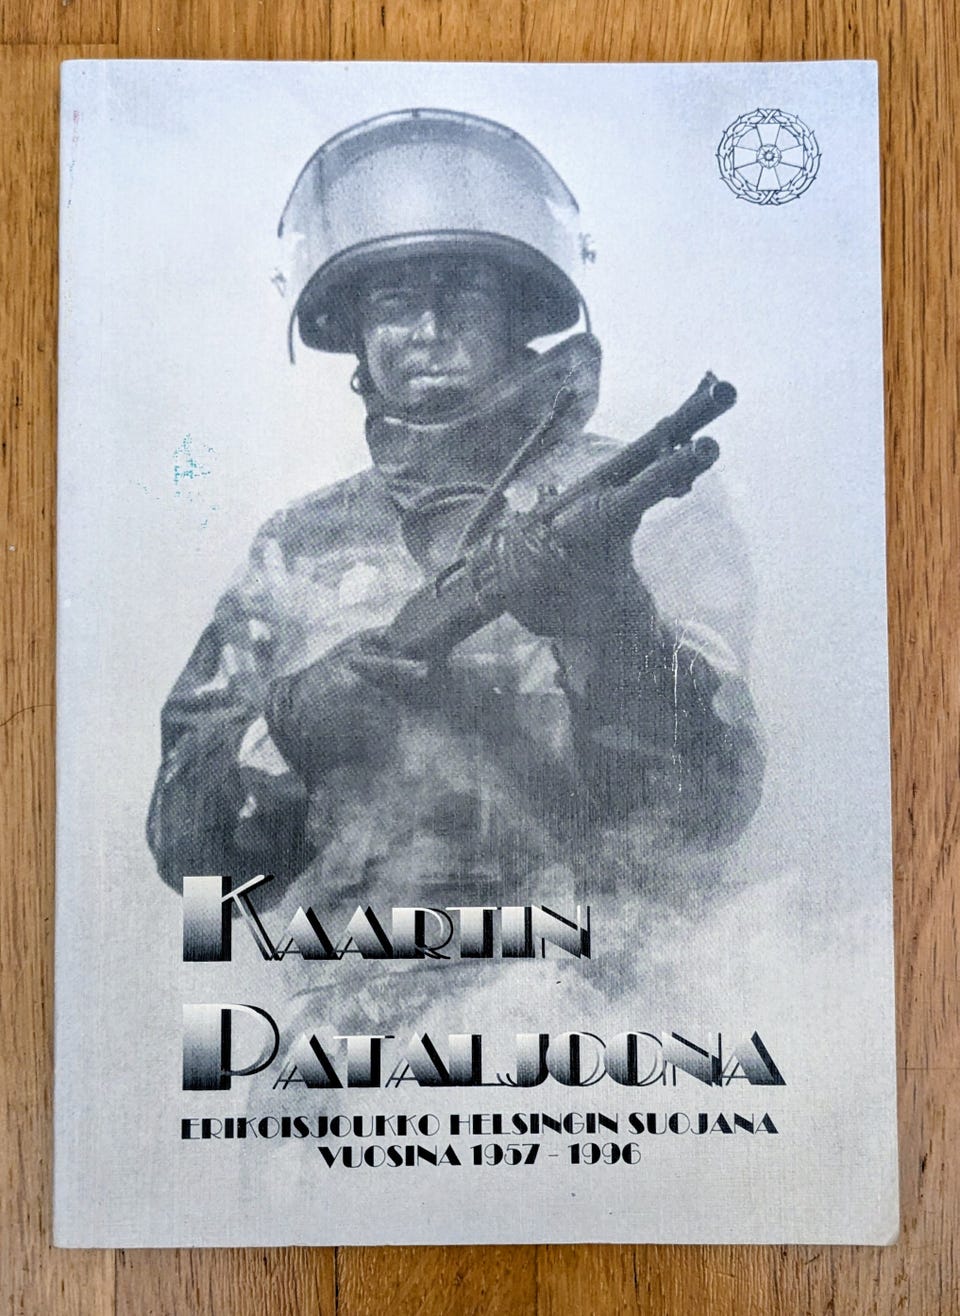 KAARTIN
PATALJOONA
ERIKOISJOUKKO HELSINGIN SUOJANA
VUOSINA 1957 - 1996